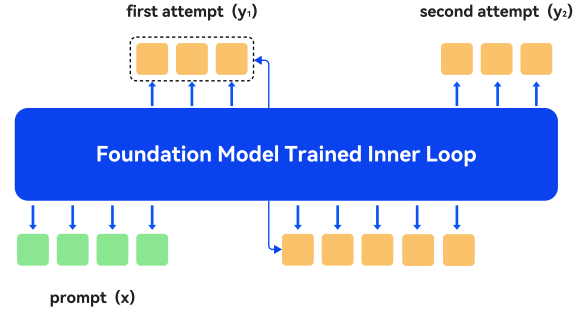 first attempt (y₁)
second attempt (y₂)
Foundation Model Trained Inner Loop
prompt (x)